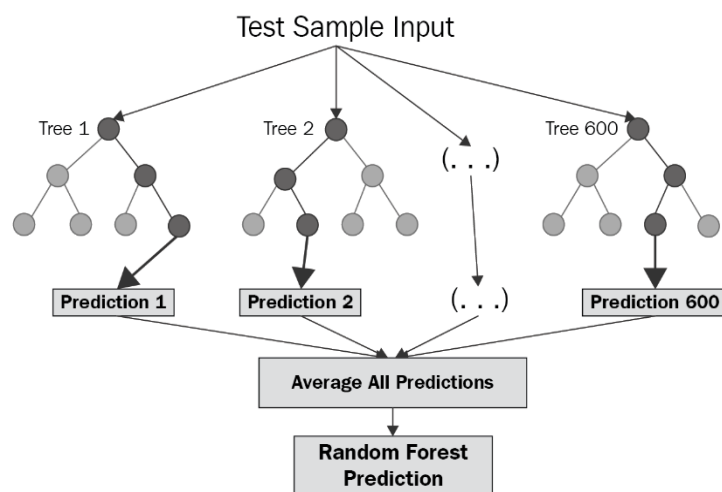 Test Sample Input
Tree 1
Tree 2
(. . .)
Tree 600
Prediction 1
Prediction 2
(. . .)
Prediction 600
Average All Predictions
Random Forest
Prediction